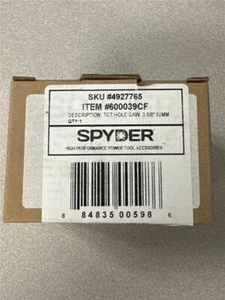 SKU #4927765
ITEM #600039CF
DESCRIPTION: TCT HOLE SAW 3 5/8" 92MM
QTY:1
SPYDER
HIGH PERFORMANCE POWER TOOL ACCESSORIES
8 84835 00598 6